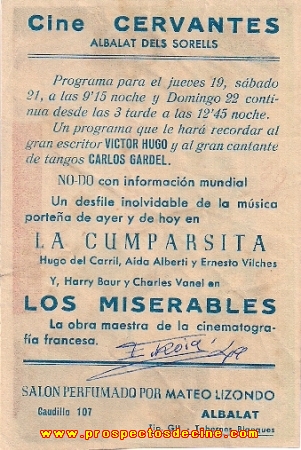 Cine CERVANTES
ALBALAT DELS SORELLS
Programa para el jueves 19, sábado
21, a las 9'15 noche y Domingo 22 conti-
nua desde las 3 tarde a las 12'45 noche.
Un programa que le hará recordar al
gran escritor VICTOR HUGO y al gran cantante
de tangos CARLOS GARDEL.
NO-DO con información mundial
Un desfile inolvidable de la música
porteña de ayer y de hoy en
LA CUMPARSITA
Hugo del Carril, Aida Alberti y Ernesto Vilches
Y, Harry Baur y Charles Vanel en
LOS MISERABLES
La obra maestra de la cinematogra-
fía francesa.
SALON PERFUMADO POR MATEO LIZONDO
Caudillo 107 ALBALAT
Tip GH - Tabernes Blanques
www.prospectosdecine.com